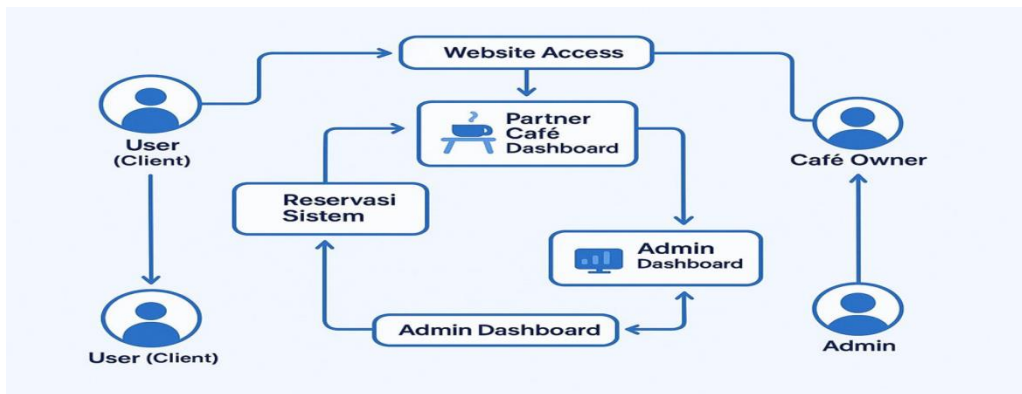 Website Access
User
(Client)
Partner
Café
Dashboard
Café Owner
Reservasi
Sistem
Admin
Dashboard
Admin Dashboard
User (Client)
Admin